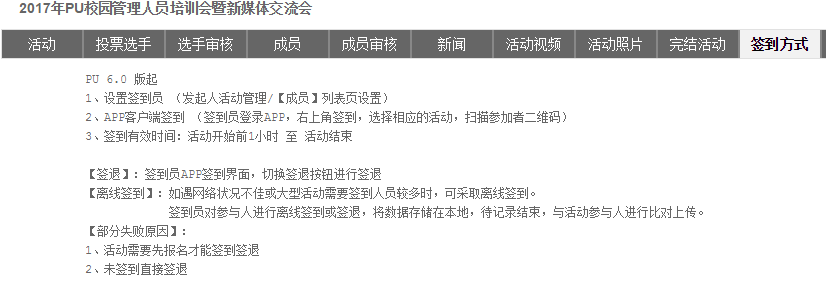 2017年PU校园管理人员培训会暨新媒体交流会
活动 投票选手 选手审核 成员 成员审核 新闻 活动视频 活动照片 完结活动 签到方式
PU 6.0 版起
1、设置签到员 （发起人活动管理/【成员】列表页设置）
2、APP客户端签到 （签到员登录APP，右上角签到，选择相应的活动，扫描参加者二维码）
3、签到有效时间：活动开始前1小时 至 活动结束
【签退】：签到员APP签到界面，切换签退按钮进行签退
【离线签到】：如遇网络状况不佳或大型活动需要签到人员较多时，可采取离线签到。
签到员对参与人进行离线签到或签退，将数据存储在本地，待记录结束，与活动参与人进行比对上传。
【部分失败原因】：
1、活动需要先报名才能签到签退
2、未签到直接签退